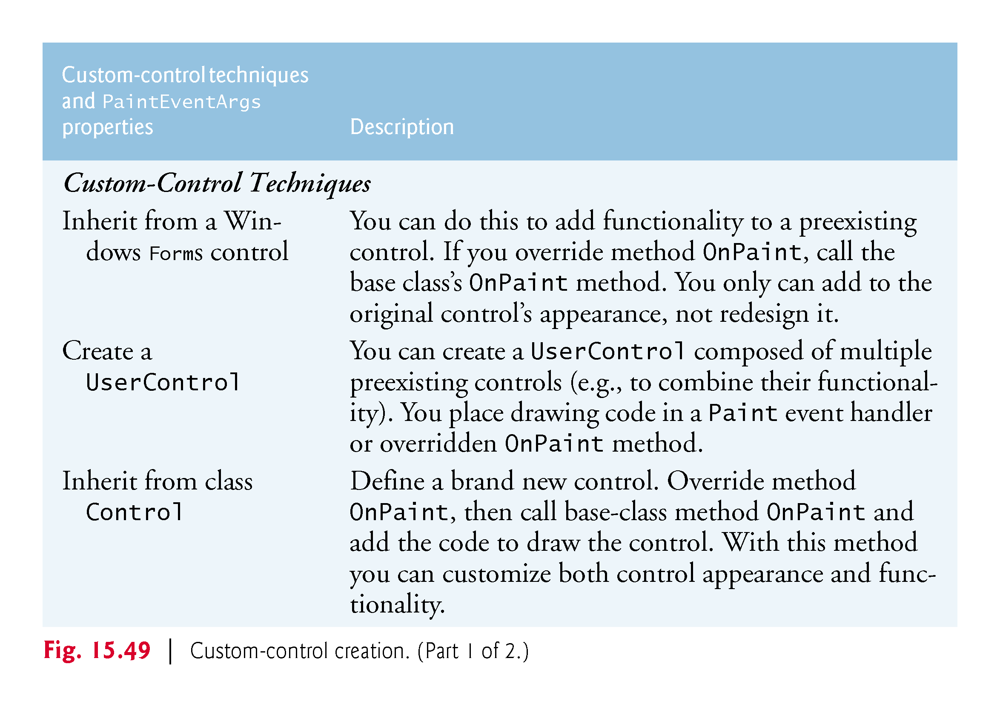 Custom-control techniques
and PaintEventArgs
properties
Description
Custom-Control Techniques
Inherit from a Win-
dows Forms control
You can do this to add functionality to a preexisting
control. If you override method OnPaint, call the
base class’s OnPaint method. You only can add to the
original control’s appearance, not redesign it.
Create a
UserControl
You can create a UserControl composed of multiple
preexisting controls (e.g., to combine their functional-
ity). You place drawing code in a Paint event handler
or overridden OnPaint method.
Inherit from class
Control
Define a brand new control. Override method
OnPaint, then call base-class method OnPaint and
add the code to draw the control. With this method
you can customize both control appearance and func-
tionality.
Fig. 15.49 | Custom-control creation. (Part 1 of 2.)